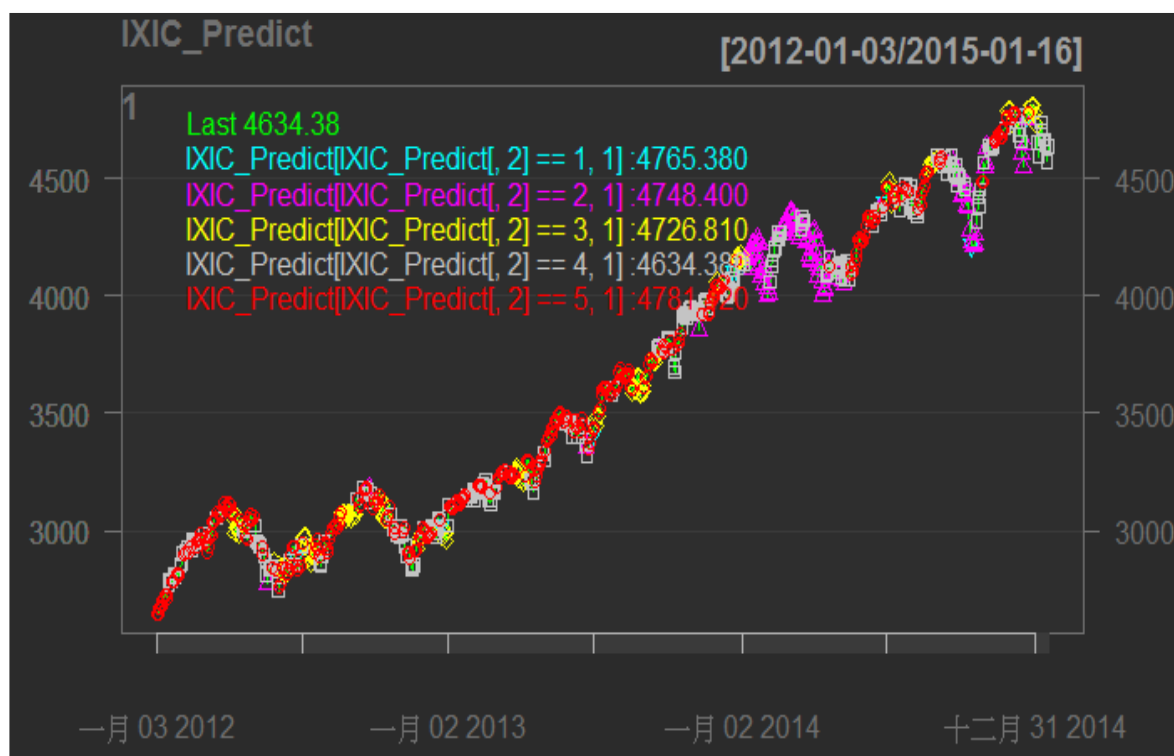 IXIC_Predict
[2012-01-03/2015-01-16]
1
Last 4634.38
IXIC_Predict[IXIC_Predict[, 2] == 1, 1] :4765.380
IXIC_Predict[IXIC_Predict[, 2] == 2, 1] :4748.400
IXIC_Predict[IXIC_Predict[, 2] == 3, 1] :4726.810
IXIC_Predict[IXIC_Predict[, 2] == 4, 1] :4634.380
IXIC_Predict[IXIC_Predict[, 2] == 5, 1]
4500 4500
4000 4000
3500 3500
3000 3000
一月 03 2012 一月 02 2013 一月 02 2014 十二月 31 2014